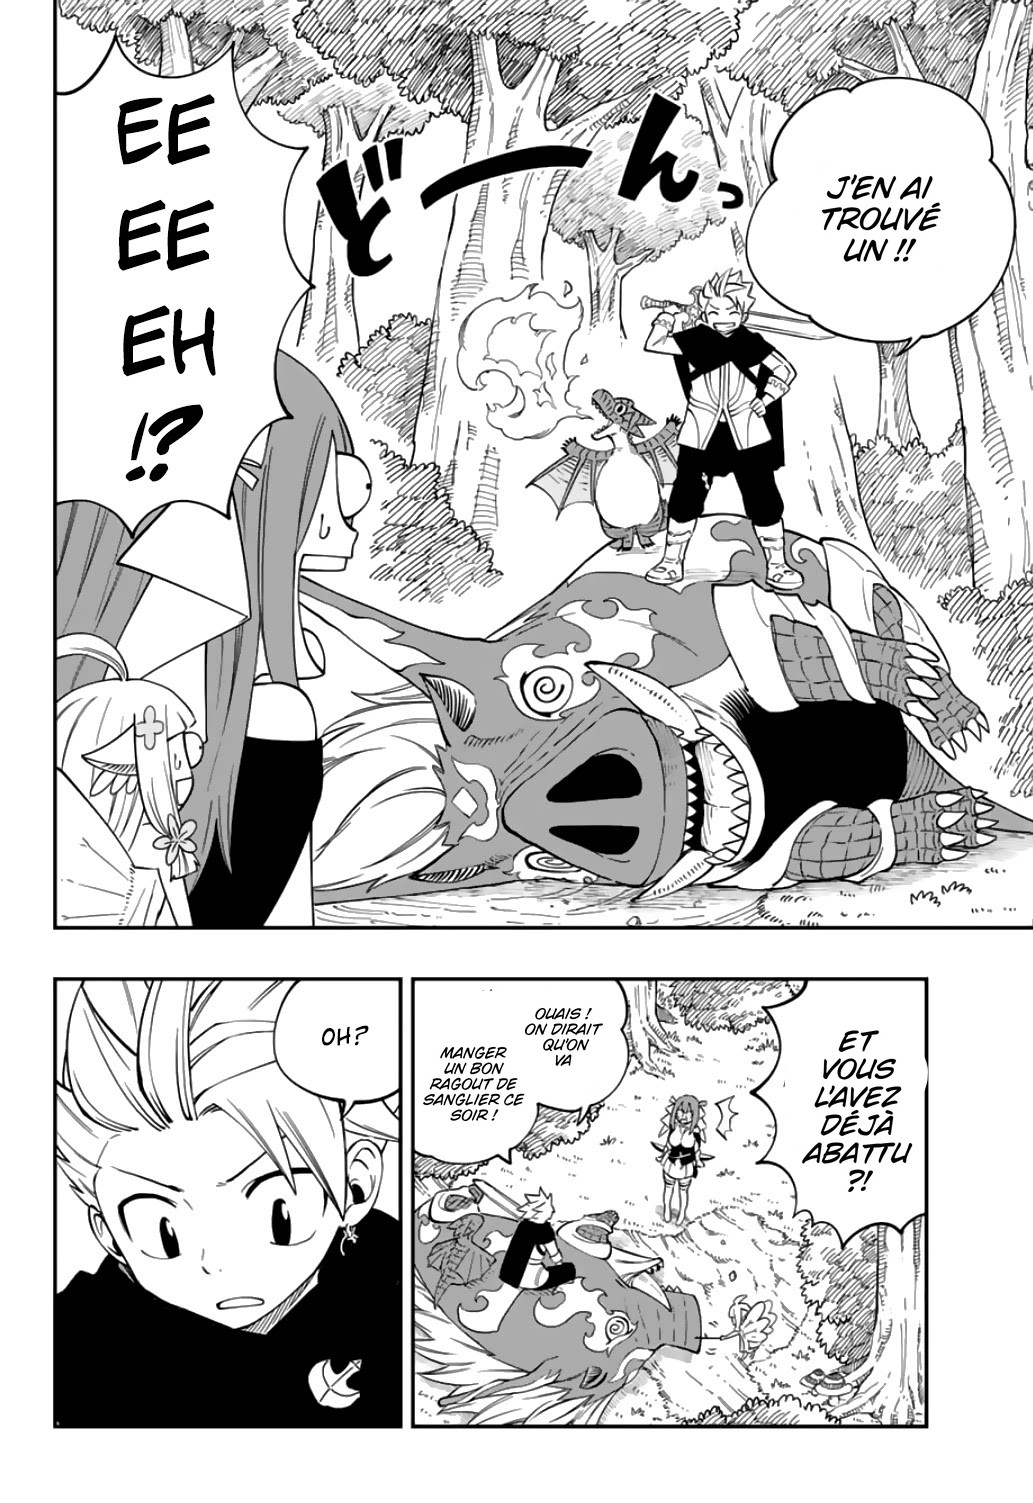 J'EN AI
TROUVÉ
UN !!
どーんっ
EE
EE
EH
!?
ET
VOUS
L'AVEZ
DÉJÀ
ABATTU
?!
OUAIS !
ON DIRAIT
QU'ON
VA
MANGER
UN BON
RAGOUT DE
SANGLIER CE
SOIR !
OH?